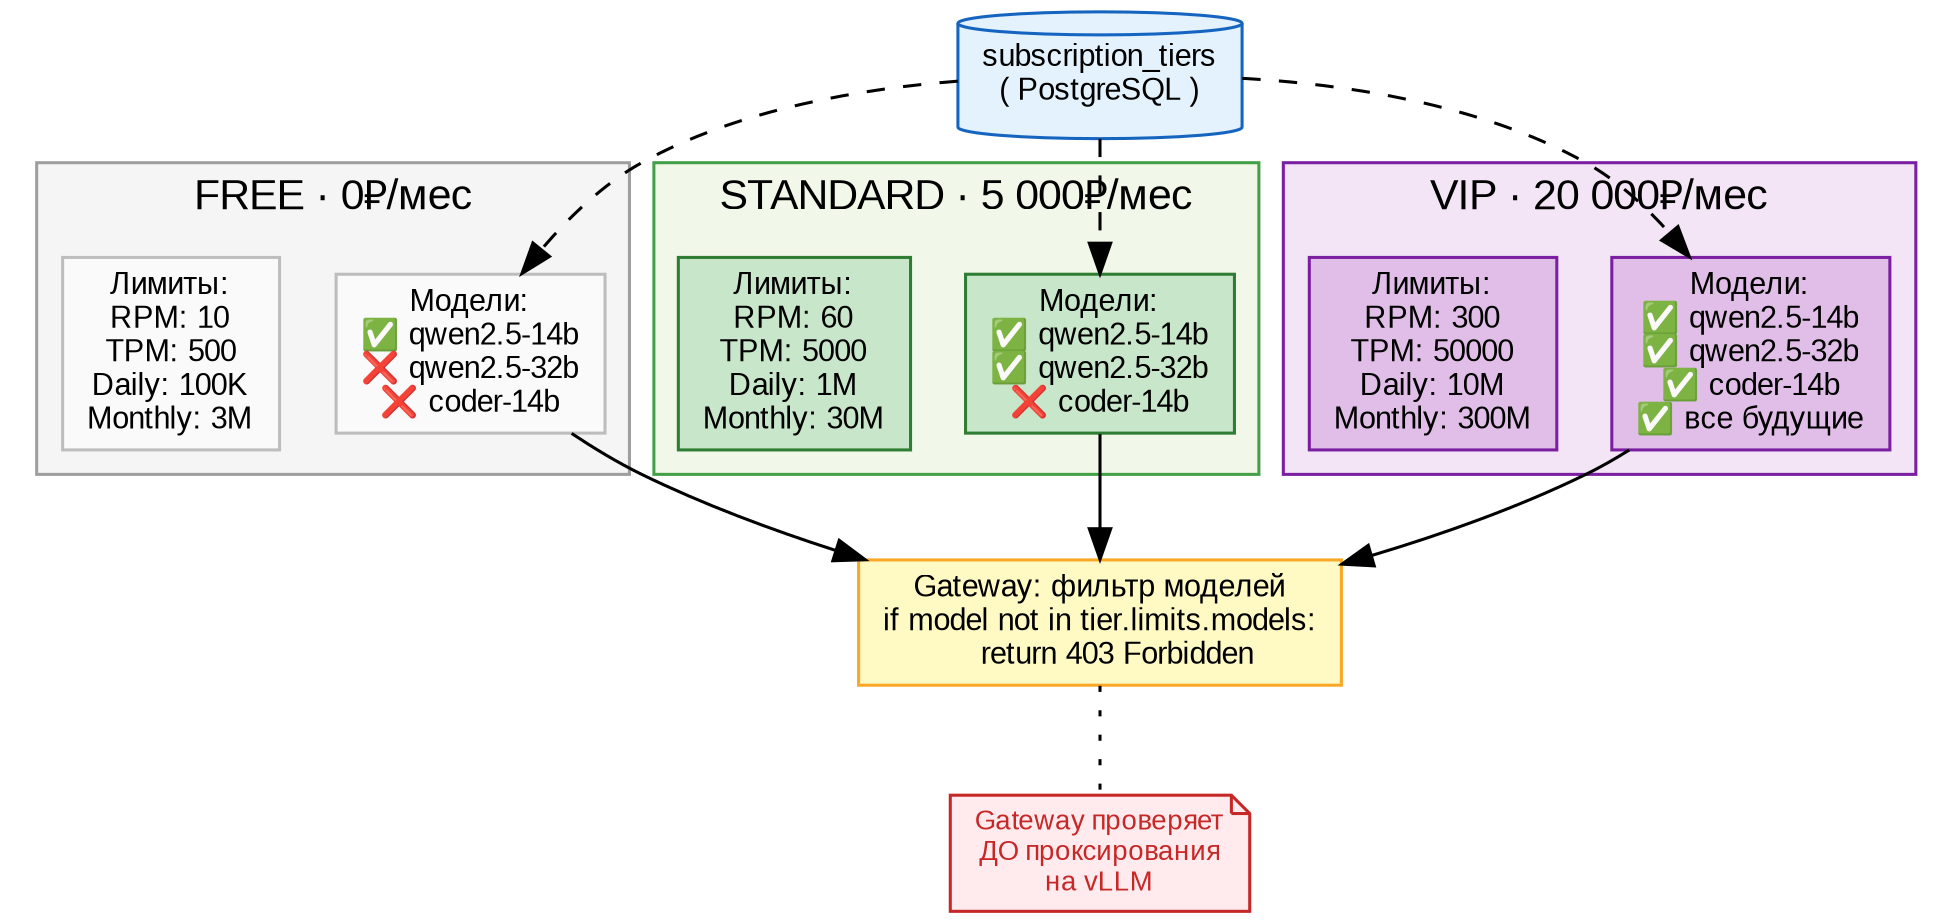 subscription_tiers
( PostgreSQL )
FREE · 0₽/мес
Лимиты:
RPM: 10
TPM: 500
Daily: 100K
Monthly: 3M
Модели:
✅ qwen2.5-14b
❌ qwen2.5-32b
❌ coder-14b
STANDARD · 5 000₽/мес
Лимиты:
RPM: 60
TPM: 5000
Daily: 1M
Monthly: 30M
Модели:
✅ qwen2.5-14b
✅ qwen2.5-32b
❌ coder-14b
VIP · 20 000₽/мес
Лимиты:
RPM: 300
TPM: 50000
Daily: 10M
Monthly: 300M
Модели:
✅ qwen2.5-14b
✅ qwen2.5-32b
✅ coder-14b
✅ все будущие
Gateway: фильтр моделей
if model not in tier.limits.models:
return 403 Forbidden
Gateway проверяет
ДО проксирования
на vLLM